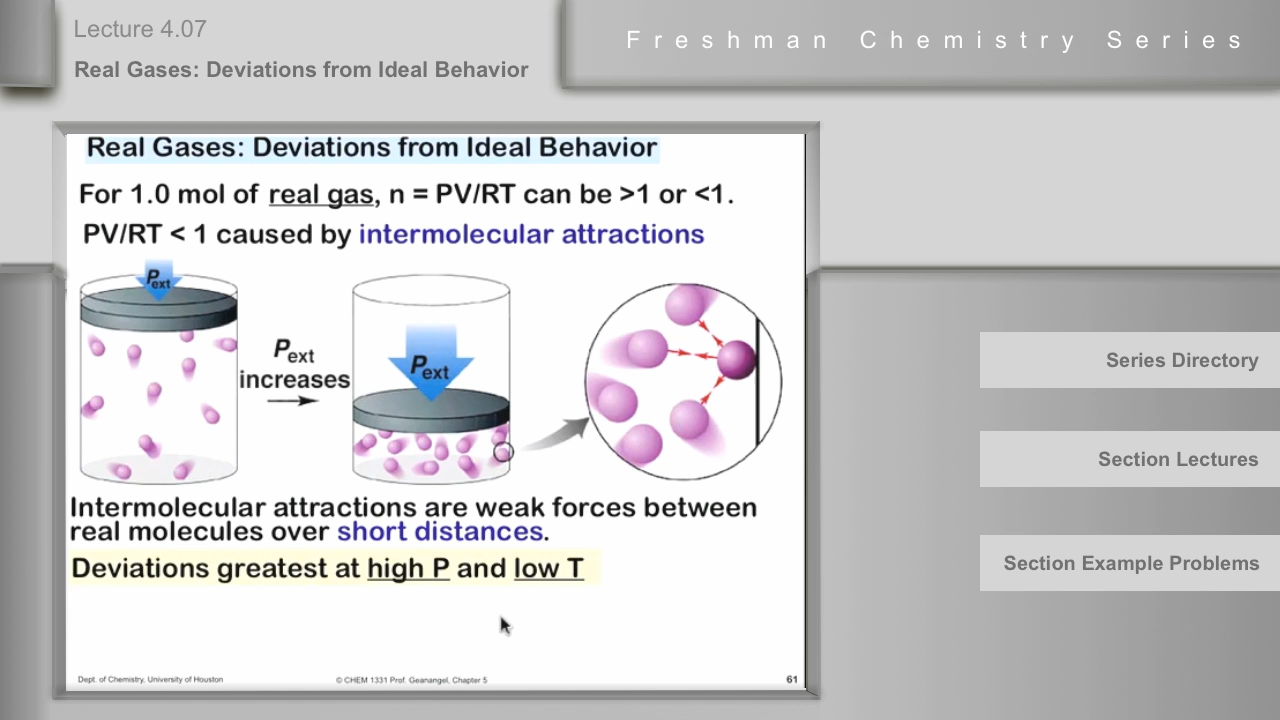 Lecture 4.07
Real Gases: Deviations from Ideal Behavior
Freshman Chemistry Series
Real Gases: Deviations from Ideal Behavior
For 1.0 mol of real gas, n = PV/RT can be >1 or <1.
PV/RT < 1 caused by intermolecular attractions
Pext
Pext
increases
Pext
Intermolecular attractions are weak forces between
real molecules over short distances.
Deviations greatest at high P and low T
Dept. of Chemistry, University of Houston
© CHEM 1331 Prof. Geanangel, Chapter 5
61
Series Directory
Section Lectures
Section Example Problems